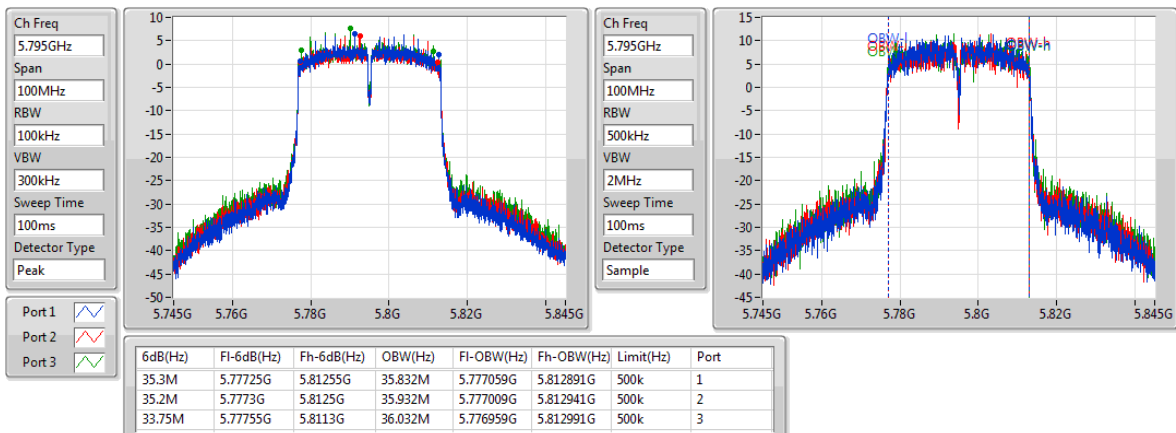 Ch Freq
5.795GHz
Span
100MHz
RBW
100kHz
VBW
300kHz
Sweep Time
100ms
Detector Type
Peak
Port 1
Port 2
Port 3
10
5
0
-5
-10
-15
-20
-25
-30
-35
-40
-45
-50
5.745G 5.76G 5.78G 5.8G 5.82G 5.845G
Ch Freq
5.795GHz
Span
100MHz
RBW
500kHz
VBW
2MHz
Sweep Time
100ms
Detector Type
Sample
15
10
5
0
-5
-10
-15
-20
-25
-30
-35
-40
-45
OBW-l
OBW-h
5.745G 5.76G 5.78G 5.8G 5.82G 5.845G
6dB(Hz) Fl-6dB(Hz) Fh-6dB(Hz) OBW(Hz) Fl-OBW(Hz) Fh-OBW(Hz) Limit(Hz) Port
35.3M 5.77725G 5.81255G 35.832M 5.777059G 5.812891G 500k 1
35.2M 5.7773G 5.8125G 35.932M 5.777009G 5.812941G 500k 2
33.75M 5.77755G 5.8113G 36.032M 5.776959G 5.812991G 500k 3